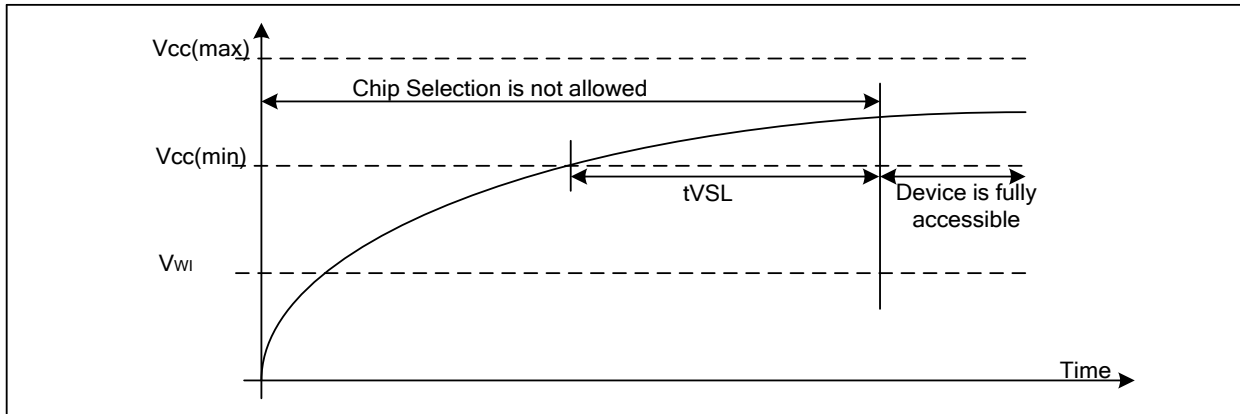 Vcc(max)
Chip Selection is not allowed
Vcc(min)
tVSL
Device is fully
accessible
VWI
Time